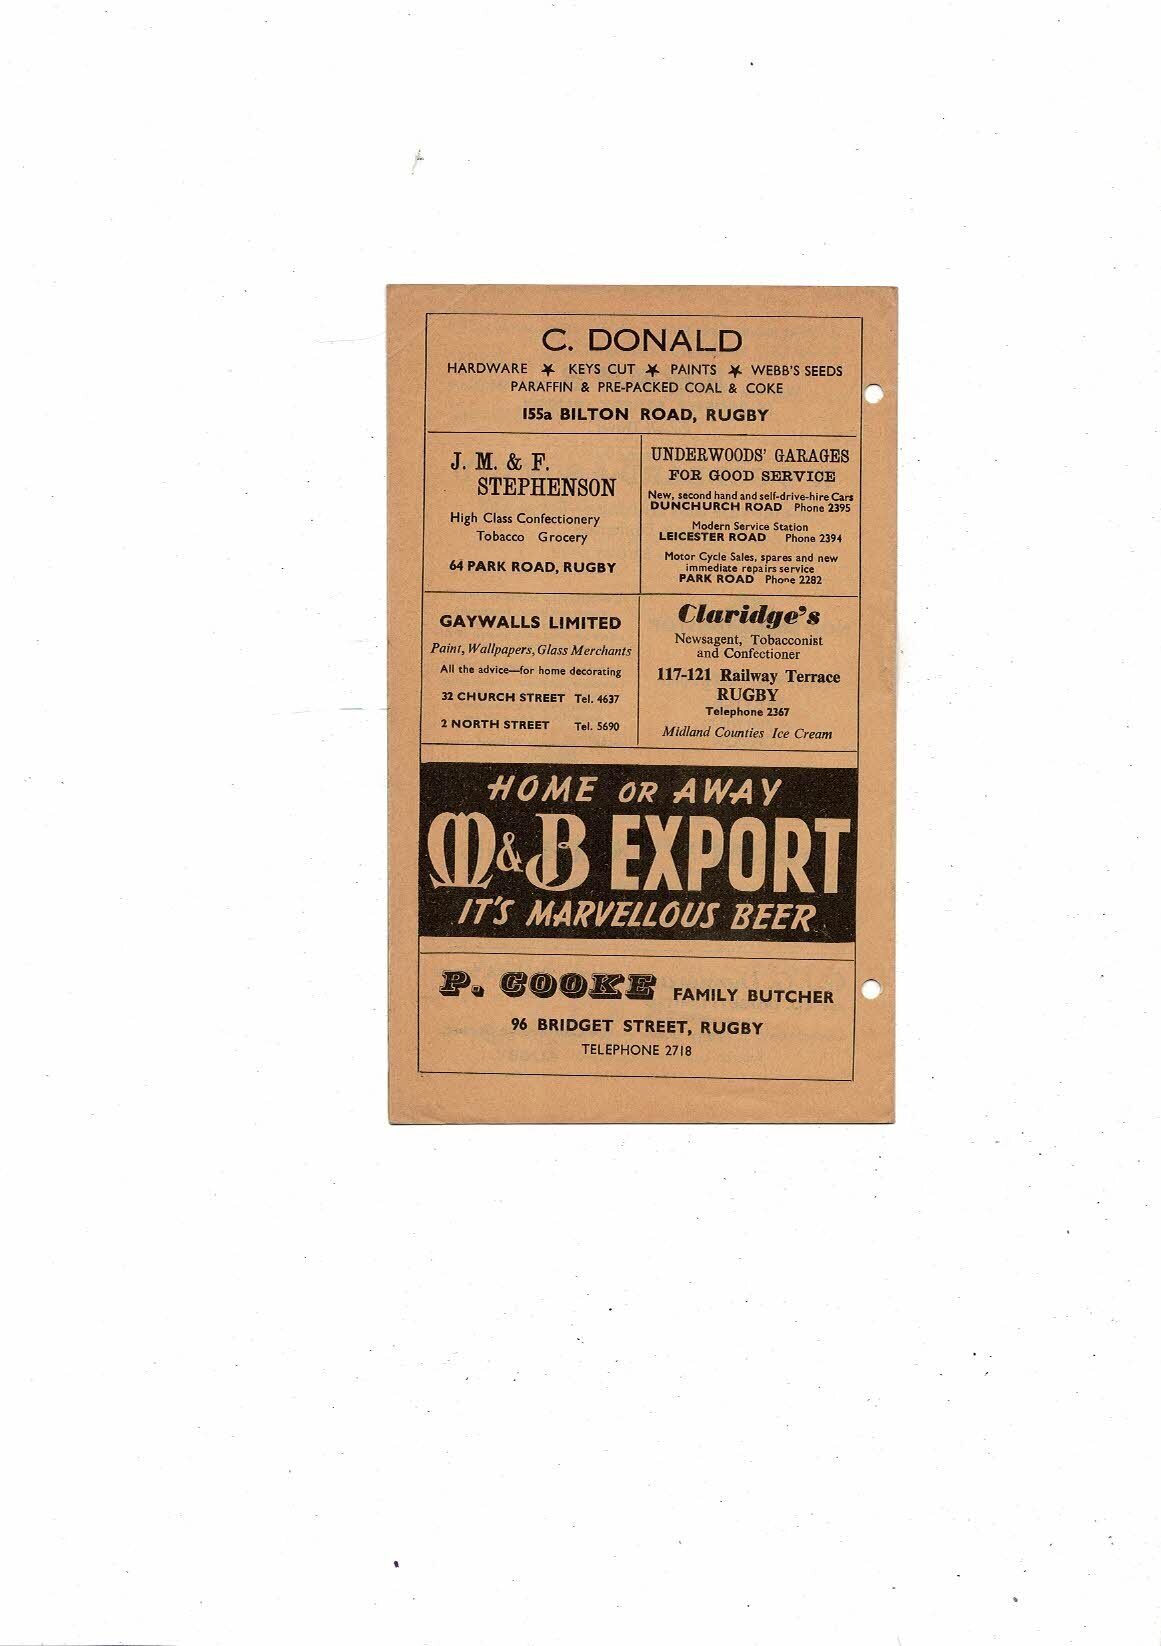 C. DONALD
HARDWARE ★ KEYS CUT ★ PAINTS ★ WEBB'S SEEDS
PARAFFIN & PRE-PACKED COAL & COKE
155a BILTON ROAD, RUGBY
J. M. & F.
STEPHENSON
High Class Confectionery
Tobacco Grocery
64 PARK ROAD, RUGBY
UNDERWOODS' GARAGES
FOR GOOD SERVICE
New, second hand and self-drive-hire Cars
DUNCHURCH ROAD Phone 2395
Modern Service Station
LEICESTER ROAD Phone 2394
Motor Cycle Sales, spares and new
immediate repairs service
PARK ROAD Phone 2282
GAYWALLS LIMITED
Paint, Wallpapers, Glass Merchants
All the advice—for home decorating
32 CHURCH STREET Tel. 4637
2 NORTH STREET Tel. 5690
Claridge's
Newsagent, Tobacconist
and Confectioner
117-121 Railway Terrace
RUGBY
Telephone 2367
Midland Counties Ice Cream
HOME OR AWAY
M&B EXPORT
IT'S MARVELLOUS BEER
P. COOKE FAMILY BUTCHER
96 BRIDGET STREET, RUGBY
TELEPHONE 2718